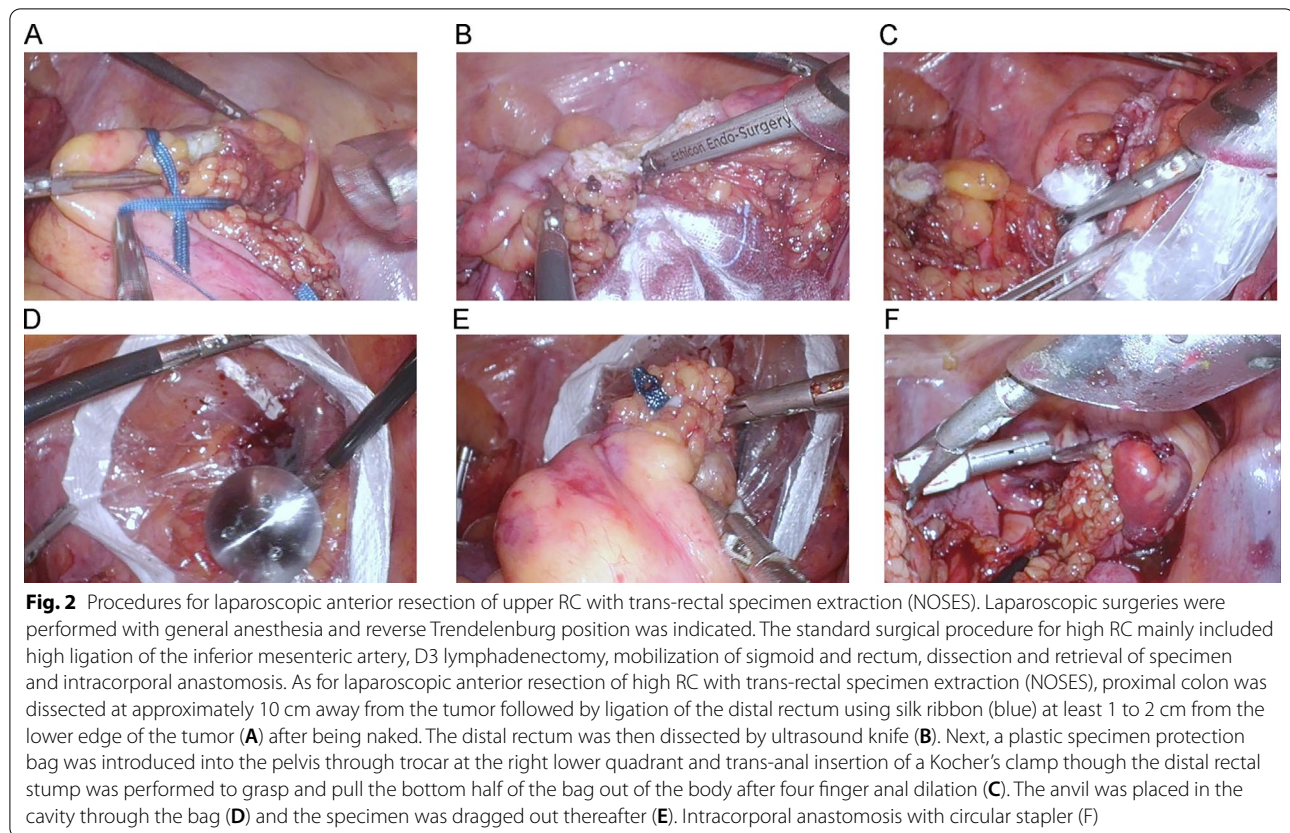 A
B
C
Ethicon Endo-Surgery
D
E
F
Fig. 2 Procedures for laparoscopic anterior resection of upper RC with trans-rectal specimen extraction (NOSES). Laparoscopic surgeries were
performed with general anesthesia and reverse Trendelenburg position was indicated. The standard surgical procedure for high RC mainly included
high ligation of the inferior mesenteric artery, D3 lymphadenectomy, mobilization of sigmoid and rectum, dissection and retrieval of specimen
and intracorporal anastomosis. As for laparoscopic anterior resection of high RC with trans-rectal specimen extraction (NOSES), proximal colon was
dissected at approximately 10 cm away from the tumor followed by ligation of the distal rectum using silk ribbon (blue) at least 1 to 2 cm from the
lower edge of the tumor (A) after being naked. The distal rectum was then dissected by ultrasound knife (B). Next, a plastic specimen protection
bag was introduced into the pelvis through trocar at the right lower quadrant and trans-anal insertion of a Kocher's clamp though the distal rectal
stump was performed to grasp and pull the bottom half of the bag out of the body after four finger anal dilation (C). The anvil was placed in the
cavity through the bag (D) and the specimen was dragged out thereafter (E). Intracorporal anastomosis with circular stapler (F)